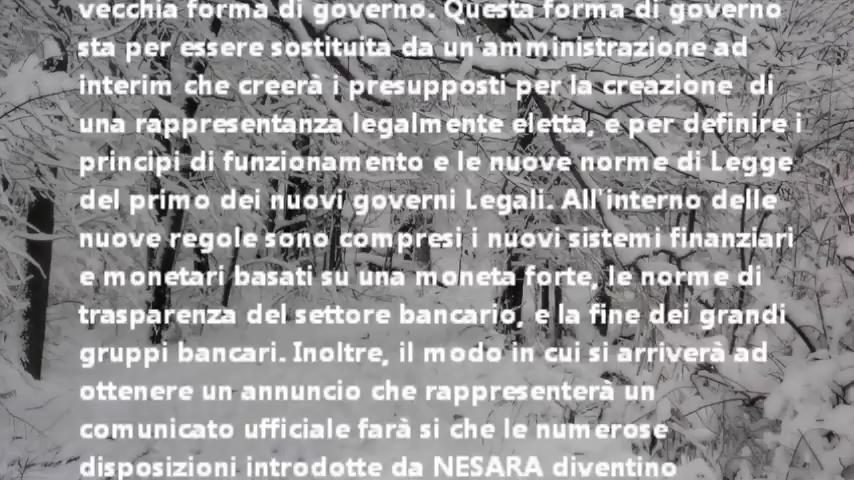 vecchia forma di governo. Questa forma di governo
sta per essere sostituita da un'amministrazione ad
interim che creerà i presupposti per la creazione di
una rappresentanza legalmente eletta, e per definire i
principi di funzionamento e le nuove norme di Legge
del primo dei nuovi governi Legali. All'interno delle
nuove regole sono compresi i nuovi sistemi finanziari
e monetari basati su una moneta forte, le norme di
trasparenza del settore bancario, e la fine dei grandi
gruppi bancari. Inoltre, il modo in cui si arriverà ad
ottenere un annuncio che rappresenterà un
comunicato ufficiale farà si che le numerose
disposizioni introdotte da NESARA diventino